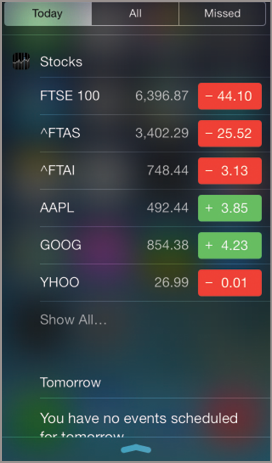 Today All Missed
Stocks
FTSE 100 6,396.87 − 44.10
^FTAS 3,402.29 − 25.52
^FTAI 748.44 − 3.13
AAPL 492.44 + 3.85
GOOG 854.38 + 4.23
YHOO 26.99 − 0.01
Show All...
Tomorrow
You have no events scheduled
for tomorrow